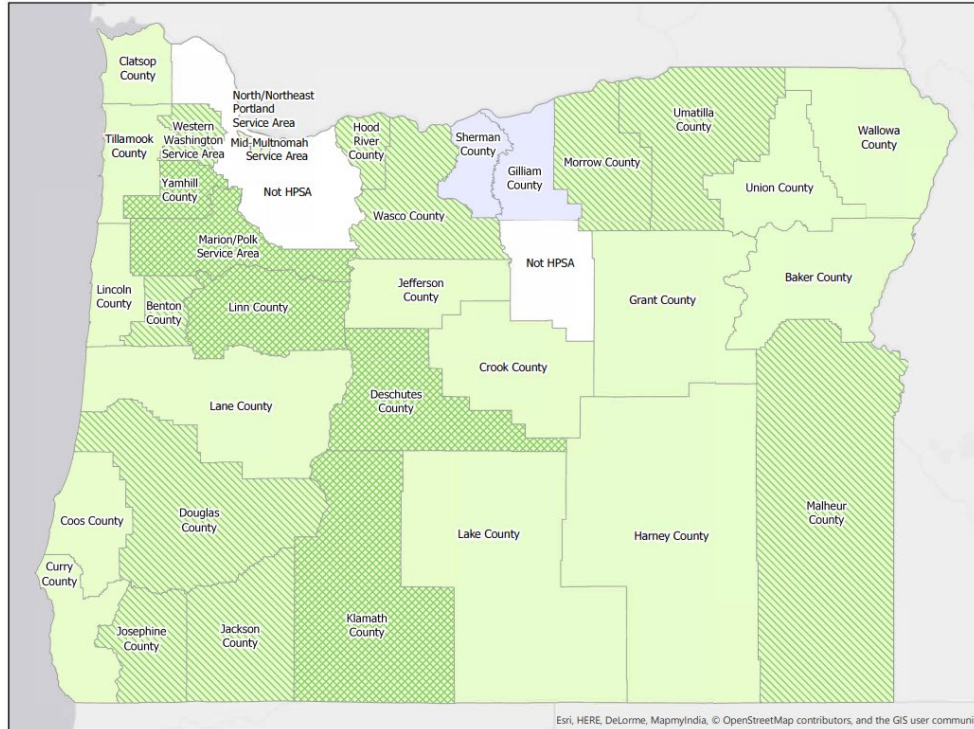 Clatsop
County
North/Northeast
Portland
Service Area
Tillamook
County
Western
Washington
Service Area
Mid-Multnomah
Service Area
Hood
River
County
Sherman
County
Gilliam
County
Morrow County
Umatilla
County
Wallowa
County
Union County
Yamhill
County
Not HPSA
Wasco County
Marion/Polk
Service Area
Not HPSA
Baker County
Lincoln
County
Benton
County
Linn County
Jefferson
County
Grant County
Crook County
Lane County
Deschutes
County
Coos County
Douglas
County
Lake County
Harney County
Malheur
County
Curry
County
Josephine
County
Jackson
County
Klamath
County
Esri, HERE, DeLorme, MapmyIndia, © OpenStreetMap contributors, and the GIS user communi